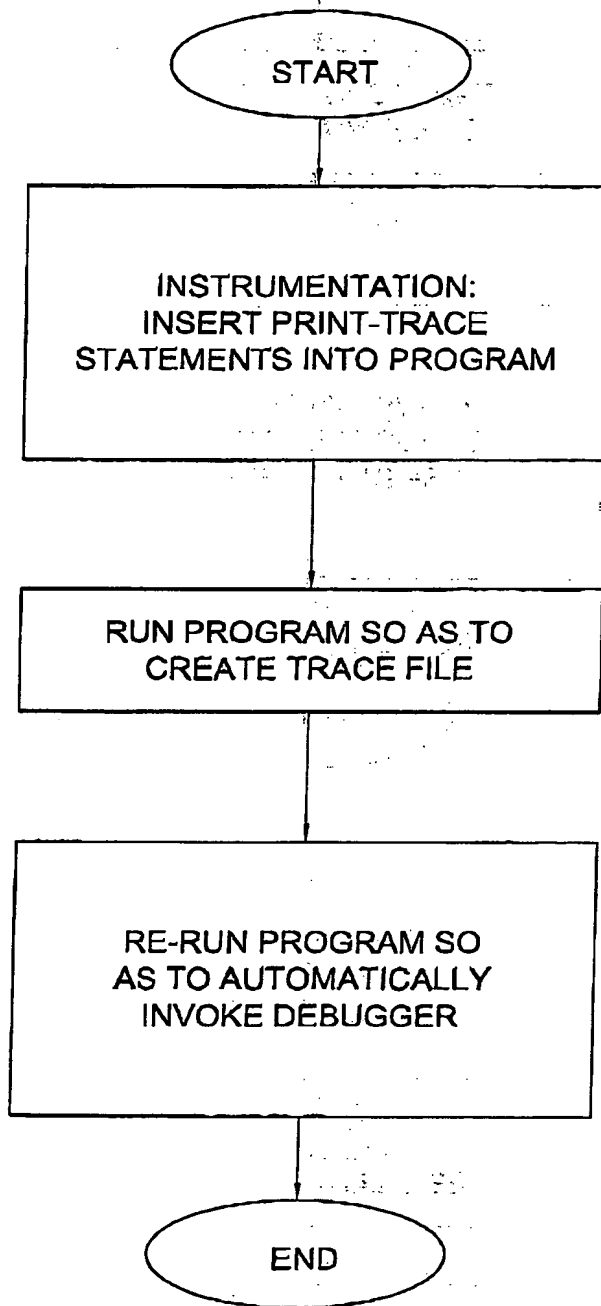 START
INSTRUMENTATION:
INSERT PRINT-TRACE
STATEMENTS INTO PROGRAM
RUN PROGRAM SO AS TO
CREATE TRACE FILE
RE-RUN PROGRAM SO
AS TO AUTOMATICALLY
INVOKE DEBUGGER
END